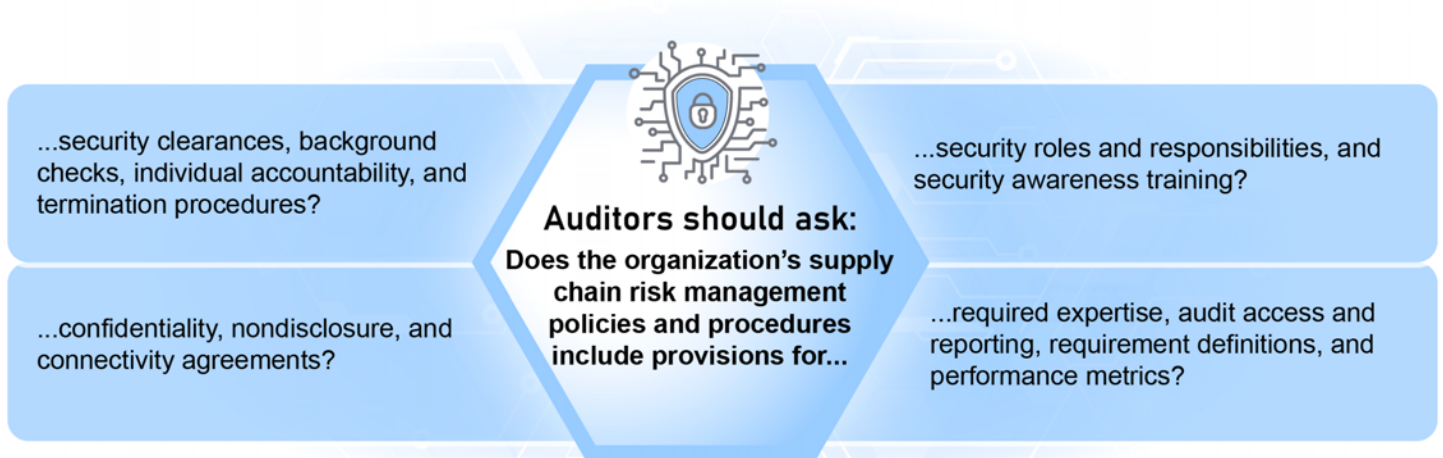 ...security clearances, background
checks, individual accountability, and
termination procedures?
...confidentiality, nondisclosure, and
connectivity agreements?
Auditors should ask:
Does the organization’s supply
chain risk management
policies and procedures
include provisions for...
...security roles and responsibilities, and
security awareness training?
...required expertise, audit access and
reporting, requirement definitions, and
performance metrics?